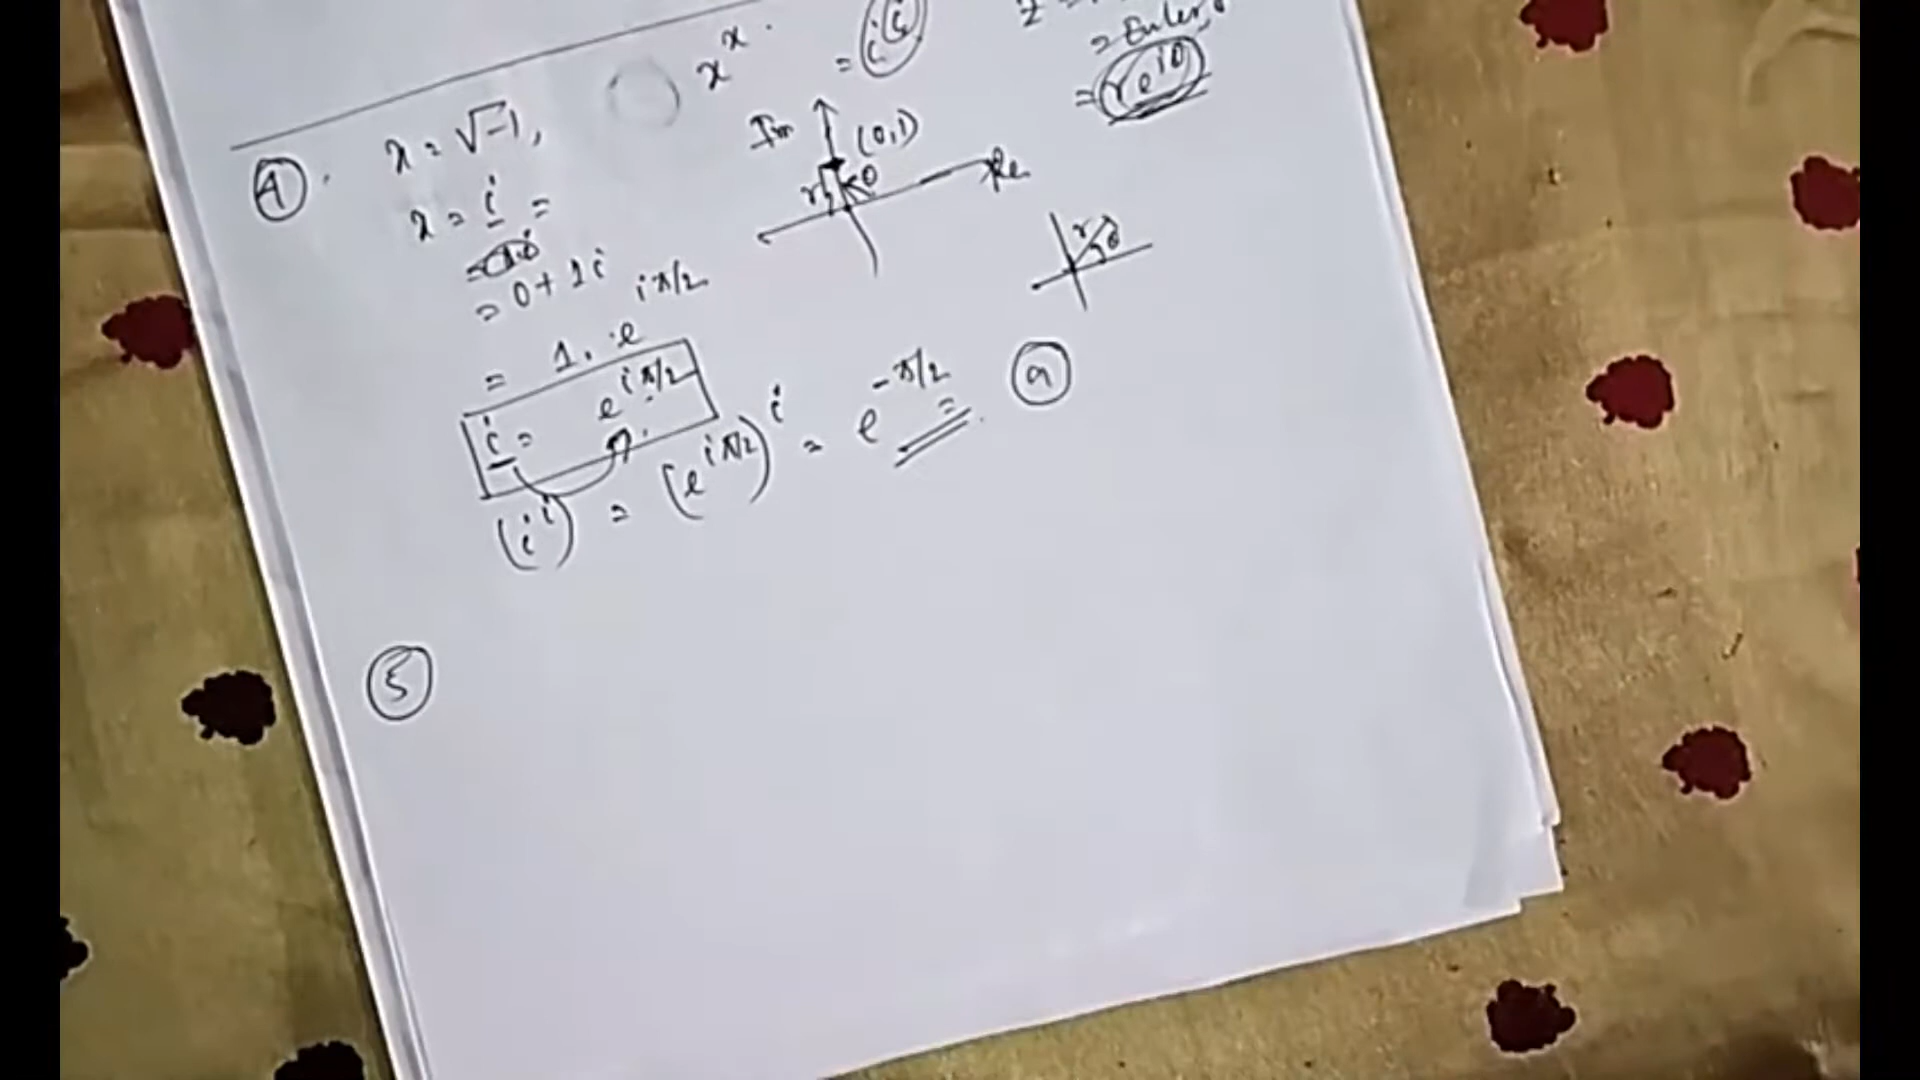 = Euler
x^x. = i^i
= re^{iθ}
4. x = √-1,
Im (0,1)
r θ Re
x = i =
r θ
= 0 + 1i
= 1. e^{iπ/2}
i = e^{iπ/2}
(i^i) = (e^{iπ/2})^i = e^{-π/2}. a
5